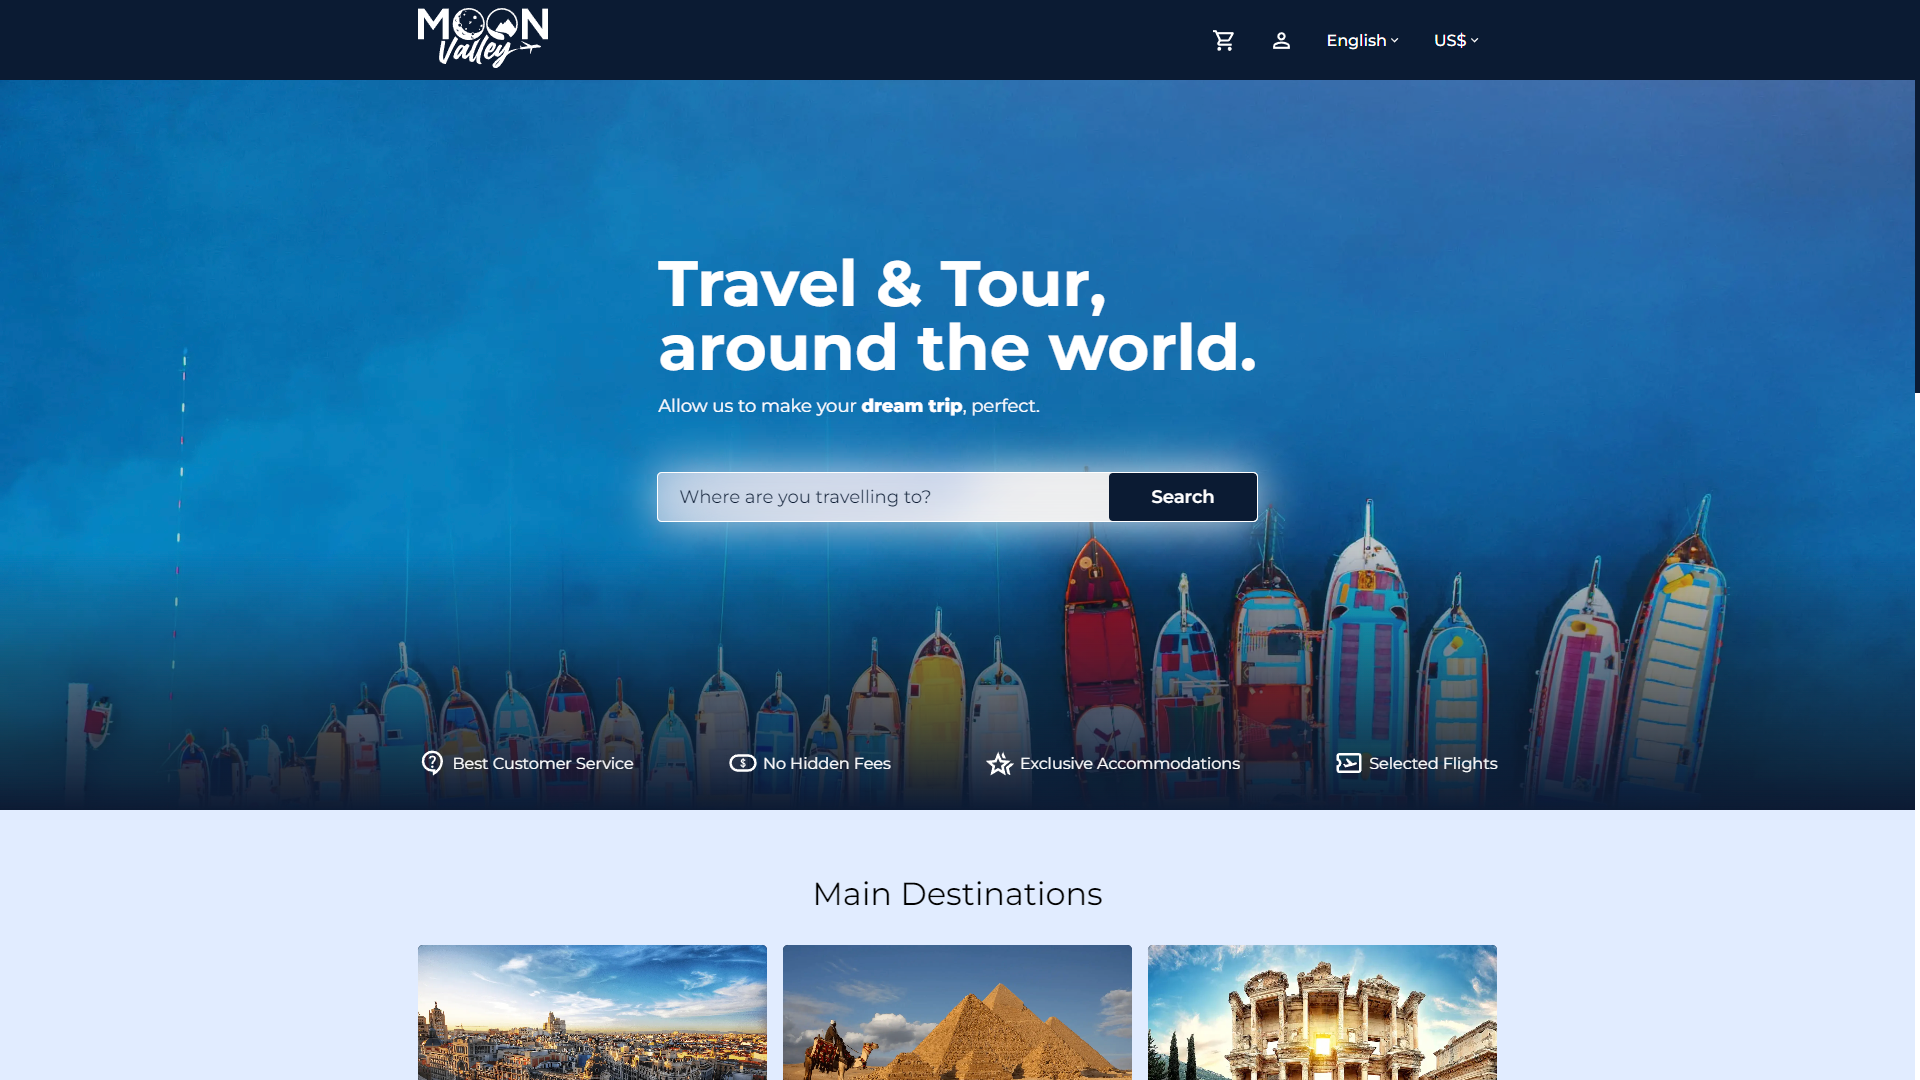 MOON
Valley
English
US$
Travel & Tour,
around the world.
Allow us to make your dream trip, perfect.
Where are you travelling to?
Search
Best Customer Service
No Hidden Fees
Exclusive Accommodations
Selected Flights
Main Destinations